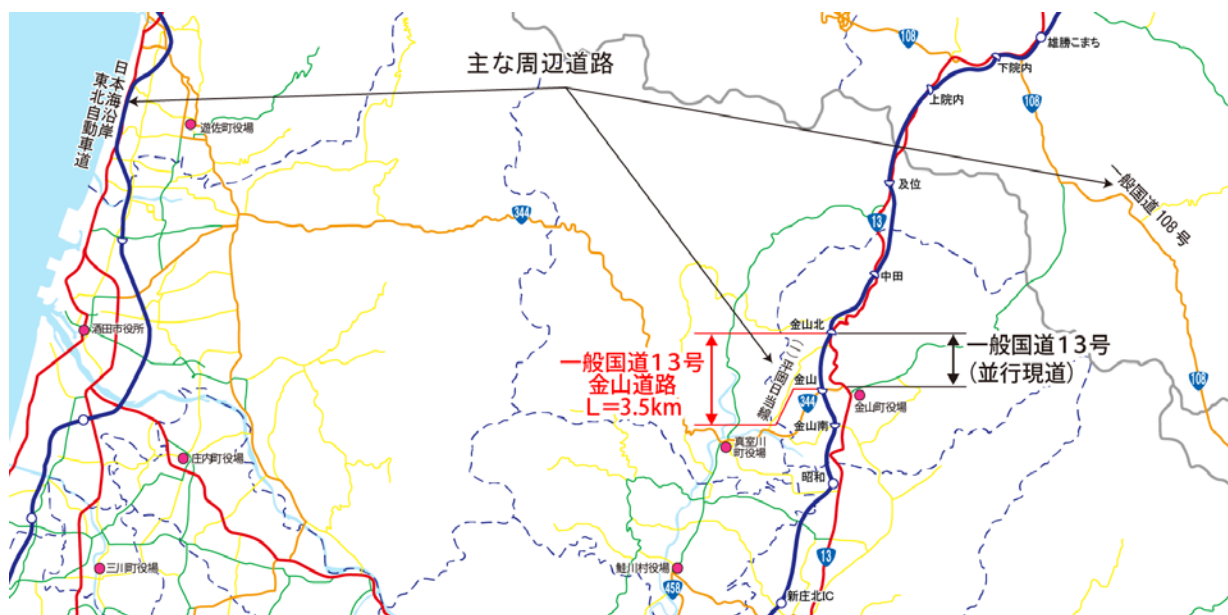 主な周辺道路
日本海沿岸
東北自動車道
遊佐町役場
108
雄勝こまち
下院内
上院内
108
一般国道108号
及位
344
13
中田
酒田市役所
金山北
一般国道13号
金山道路
L=3.5km
一般国道13号
(並行現道)
金山
344
金山町役場
108
金山南
真室川
町役場
庄内町役場
昭和
三川町役場
鮭川村役場
458
13
新庄北IC